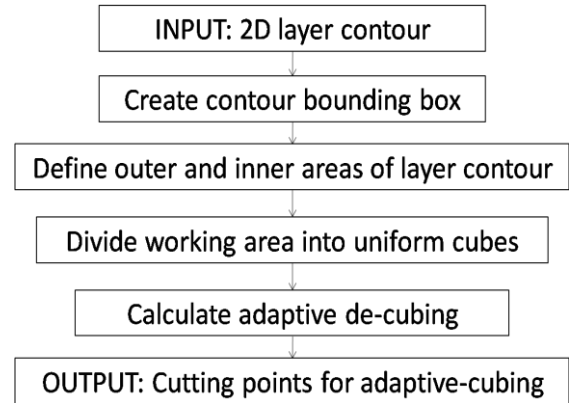 INPUT: 2D layer contour
Create contour bounding box
Define outer and inner areas of layer contour
Divide working area into uniform cubes
Calculate adaptive de-cubing
OUTPUT: Cutting points for adaptive-cubing